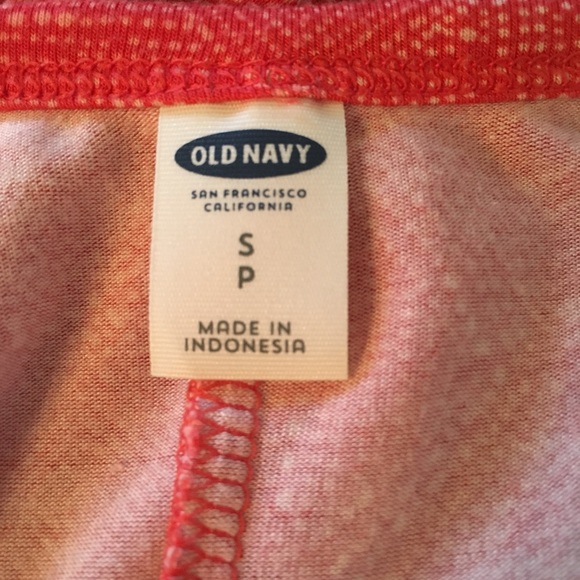 OLD NAVY
SAN FRANCISCO
CALIFORNIA
S
P
MADE IN
INDONESIA